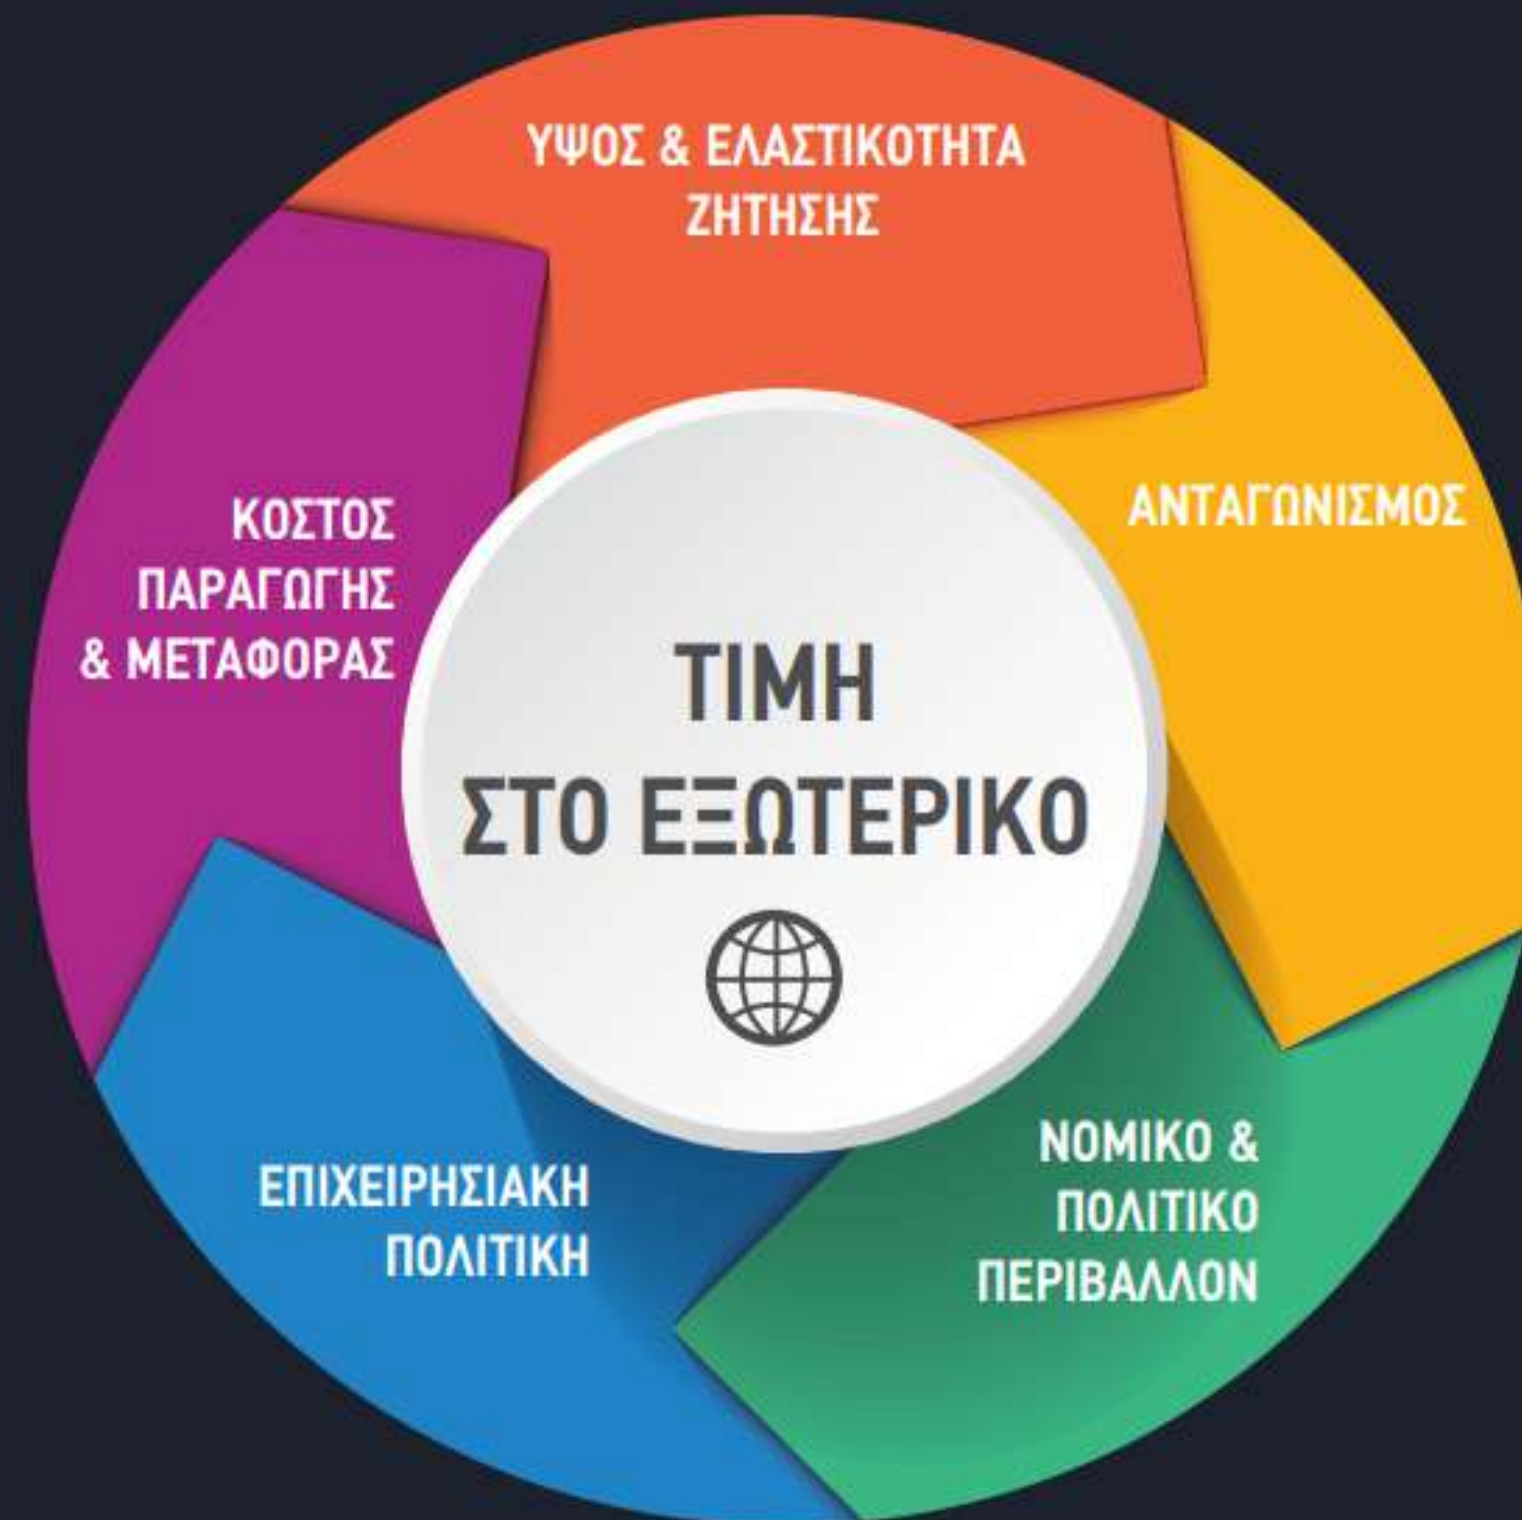 ΥΨΟΣ & ΕΛΑΣΤΙΚΟΤΗΤΑ
ΖΗΤΗΣΗΣ
ΑΝΤΑΓΩΝΙΣΜΟΣ
ΝΟΜΙΚΟ &
ΠΟΛΙΤΙΚΟ
ΠΕΡΙΒΑΛΛΟΝ
ΕΠΙΧΕΙΡΗΣΙΑΚΗ
ΠΟΛΙΤΙΚΗ
ΚΟΣΤΟΣ
ΠΑΡΑΓΩΓΗΣ
& ΜΕΤΑΦΟΡΑΣ
ΤΙΜΗ
ΣΤΟ ΕΞΩΤΕΡΙΚΟ